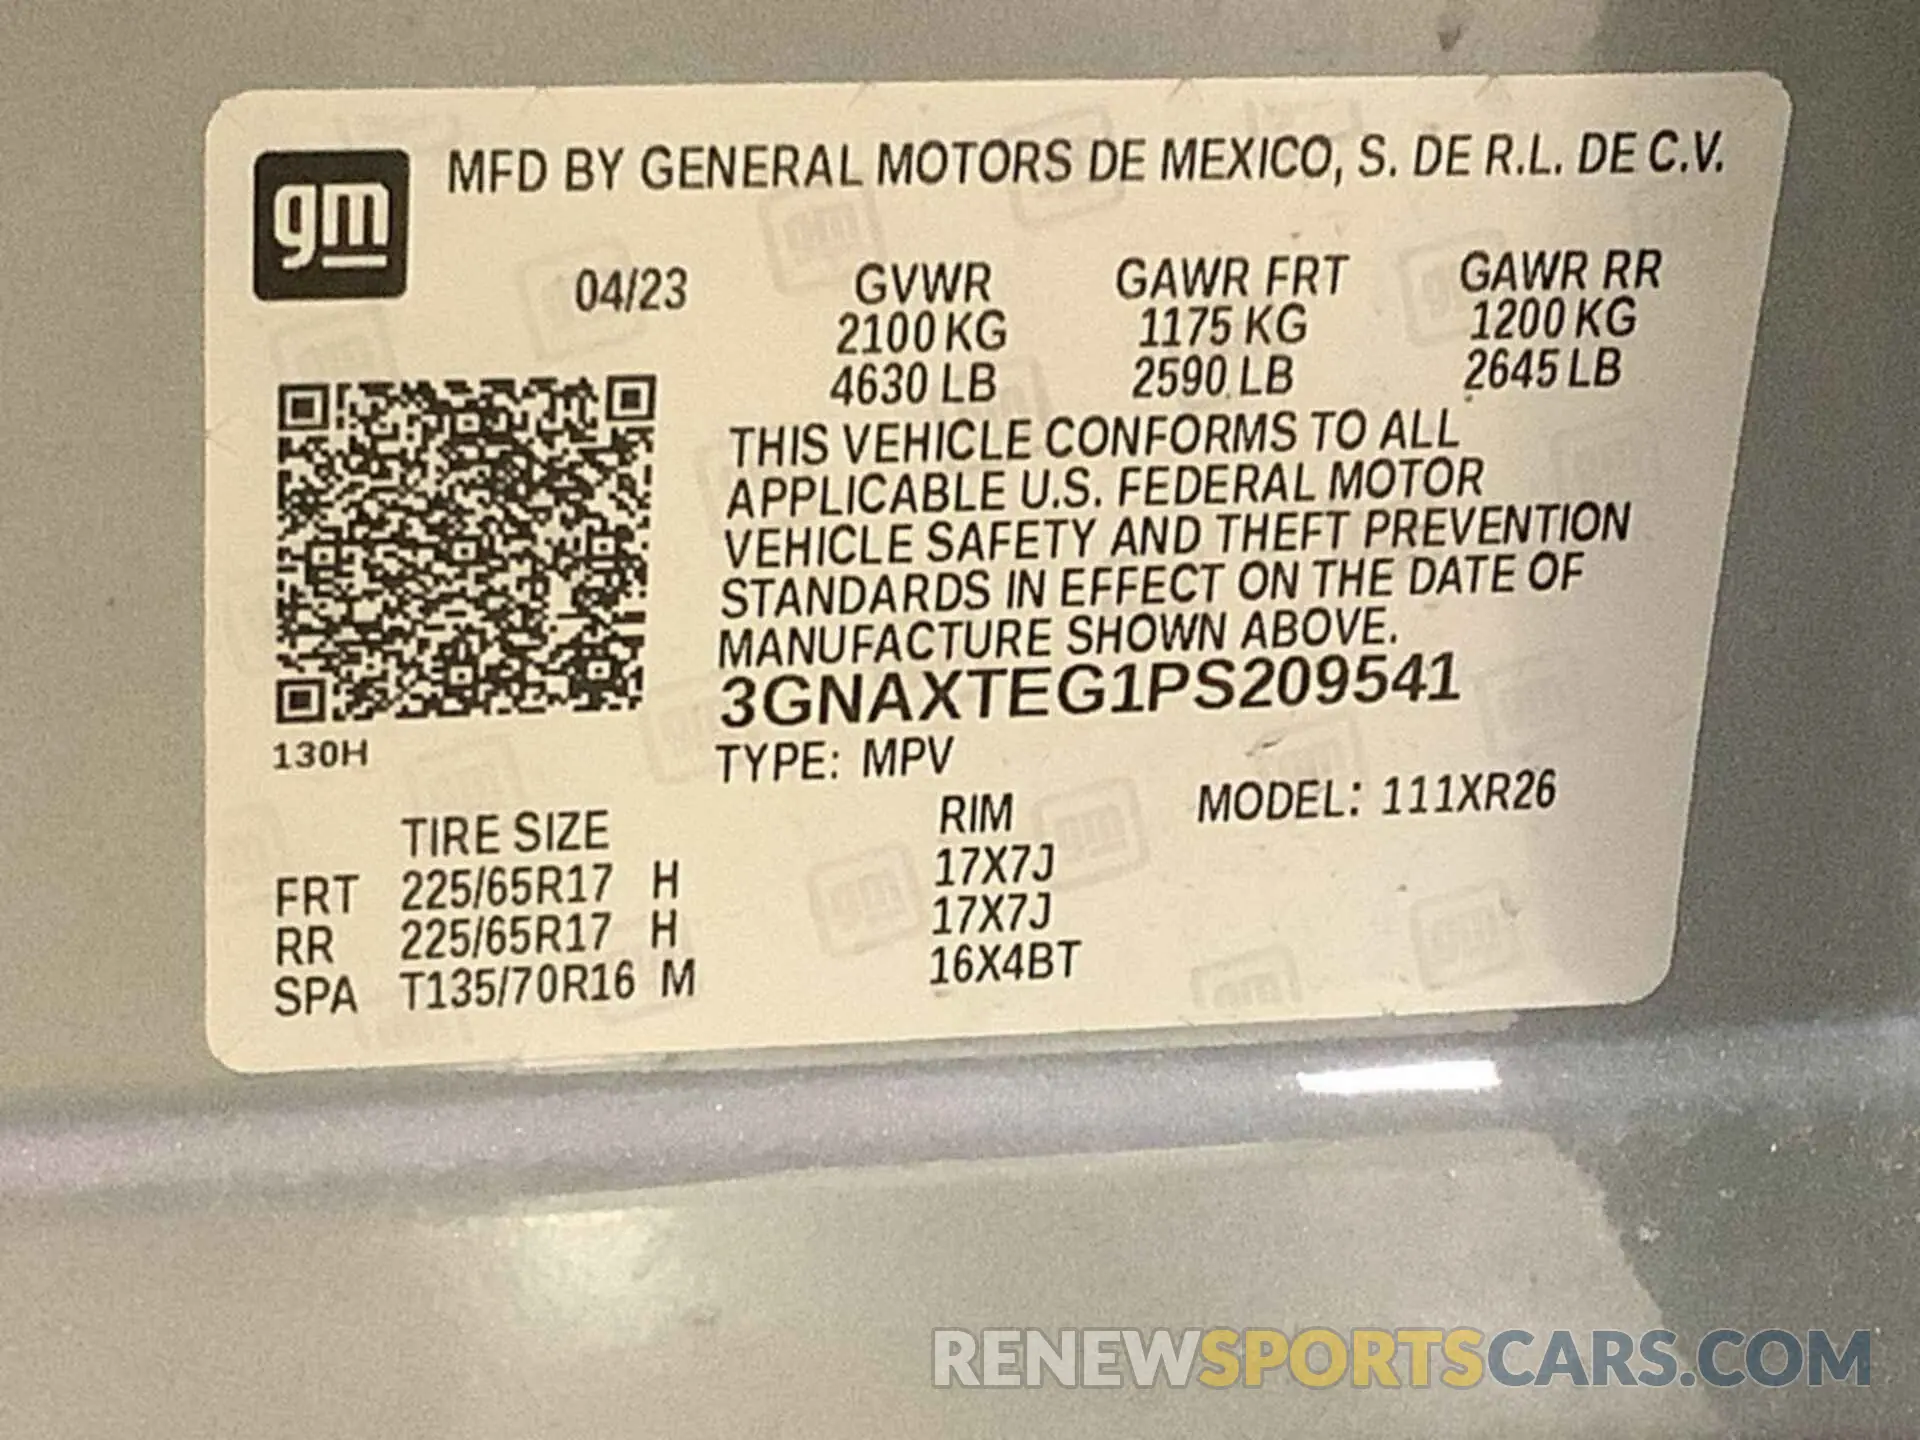 gm
MFD BY GENERAL MOTORS DE MEXICO, S. DE R.L. DE C.V.
04/23 GVWR GAWR FRT GAWR RR
2100 KG 1175 KG 1200 KG
4630 LB 2590 LB 2645 LB
THIS VEHICLE CONFORMS TO ALL
APPLICABLE U.S. FEDERAL MOTOR
VEHICLE SAFETY AND THEFT PREVENTION
STANDARDS IN EFFECT ON THE DATE OF
MANUFACTURE SHOWN ABOVE.
3GNAXTEG1PS209541
130H
TYPE: MPV
MODEL: 111XR26
TIRE SIZE RIM
FRT 225/65R17 H 17X7J
RR 225/65R17 H 17X7J
SPA T135/70R16 M 16X4BT
RENEWSPORTSCARS.COM